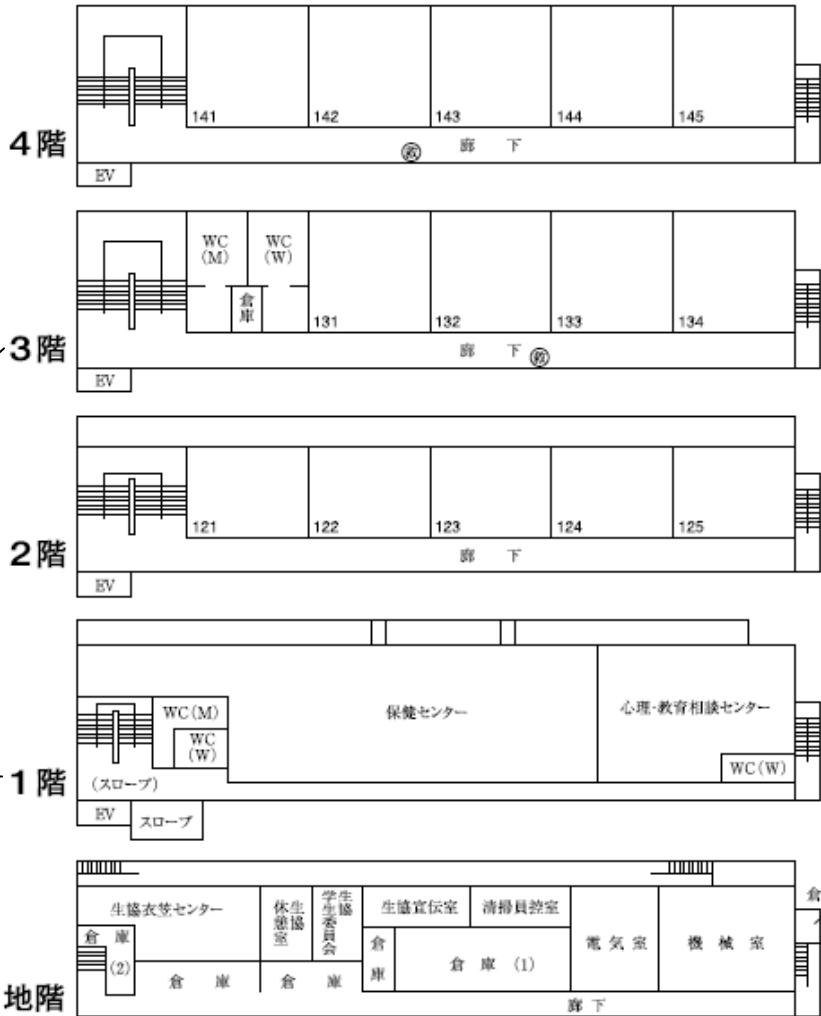 4階
141 142 143 144 145
教 廊 下
EV
3階
WC
(M)
WC
(W)
倉庫
131 132 133 134
廊 下 教
EV
2階
121 122 123 124 125
廊 下
EV
1階
WC(M)
WC
(W)
保健センター
心理・教育相談センター
WC(W)
(スロープ)
EV
スロープ
地階
生協衣笠センター
生協
休憩室
生協
学生委員会
生協宣伝室
清掃員控室
倉 庫
(2)
倉 庫
倉 庫
倉庫
倉 庫 (1)
電 気 室
機 械 室
倉
廊 下